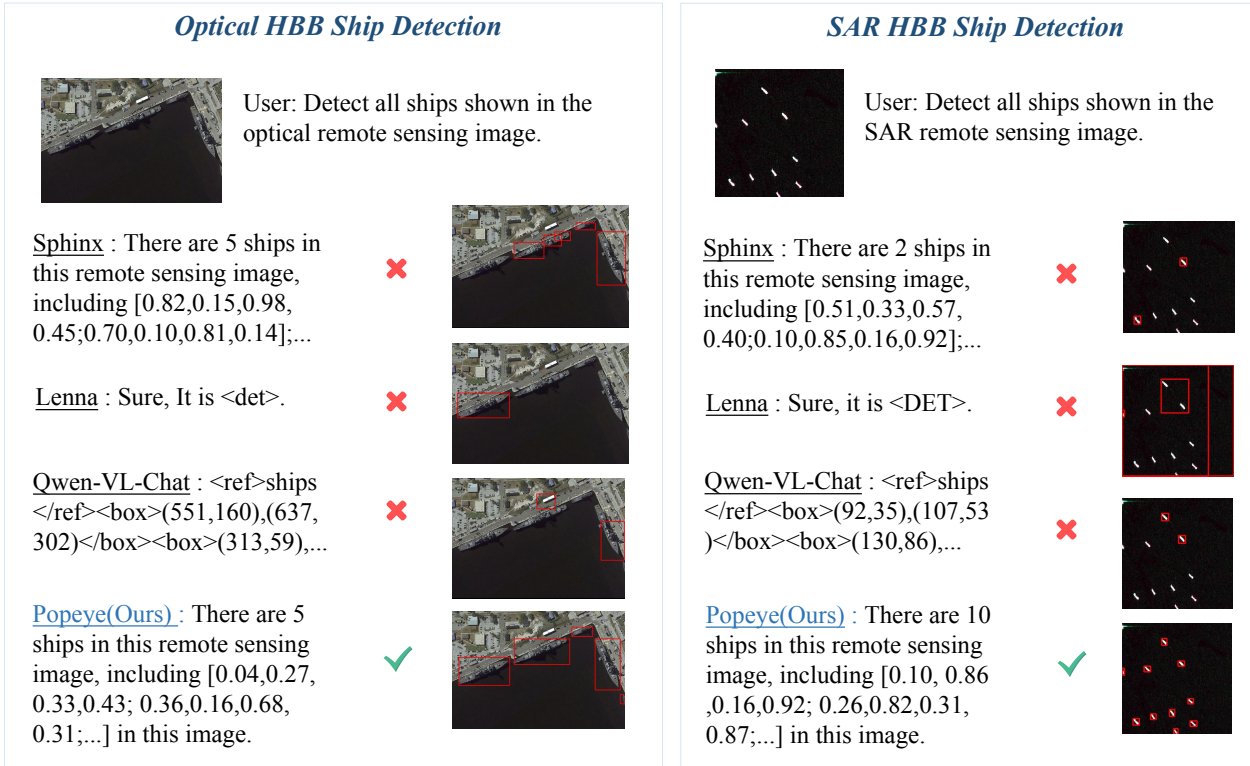 Optical HBB Ship Detection
User: Detect all ships shown in the
optical remote sensing image.
Sphinx : There are 5 ships in
this remote sensing image,
including [0.82,0.15,0.98,
0.45;0.70,0.10,0.81,0.14];...
Lenna : Sure, It is <det>.
Qwen-VL-Chat : <ref>ships
</ref><box>(551,160),(637,
302)</box><box>(313,59),...
Popeye(Ours) : There are 5
ships in this remote sensing
image, including [0.04,0.27,
0.33,0.43; 0.36,0.16,0.68,
0.31;...] in this image.
SAR HBB Ship Detection
User: Detect all ships shown in the
SAR remote sensing image.
Sphinx : There are 2 ships in
this remote sensing image,
including [0.51,0.33,0.57,
0.40;0.10,0.85,0.16,0.92];...
Lenna : Sure, it is <DET>.
Qwen-VL-Chat : <ref>ships
</ref><box>(92,35),(107,53
)</box><box>(130,86),...
Popeye(Ours) : There are 10
ships in this remote sensing
image, including [0.10, 0.86
,0.16,0.92; 0.26,0.82,0.31,
0.87;...] in this image.